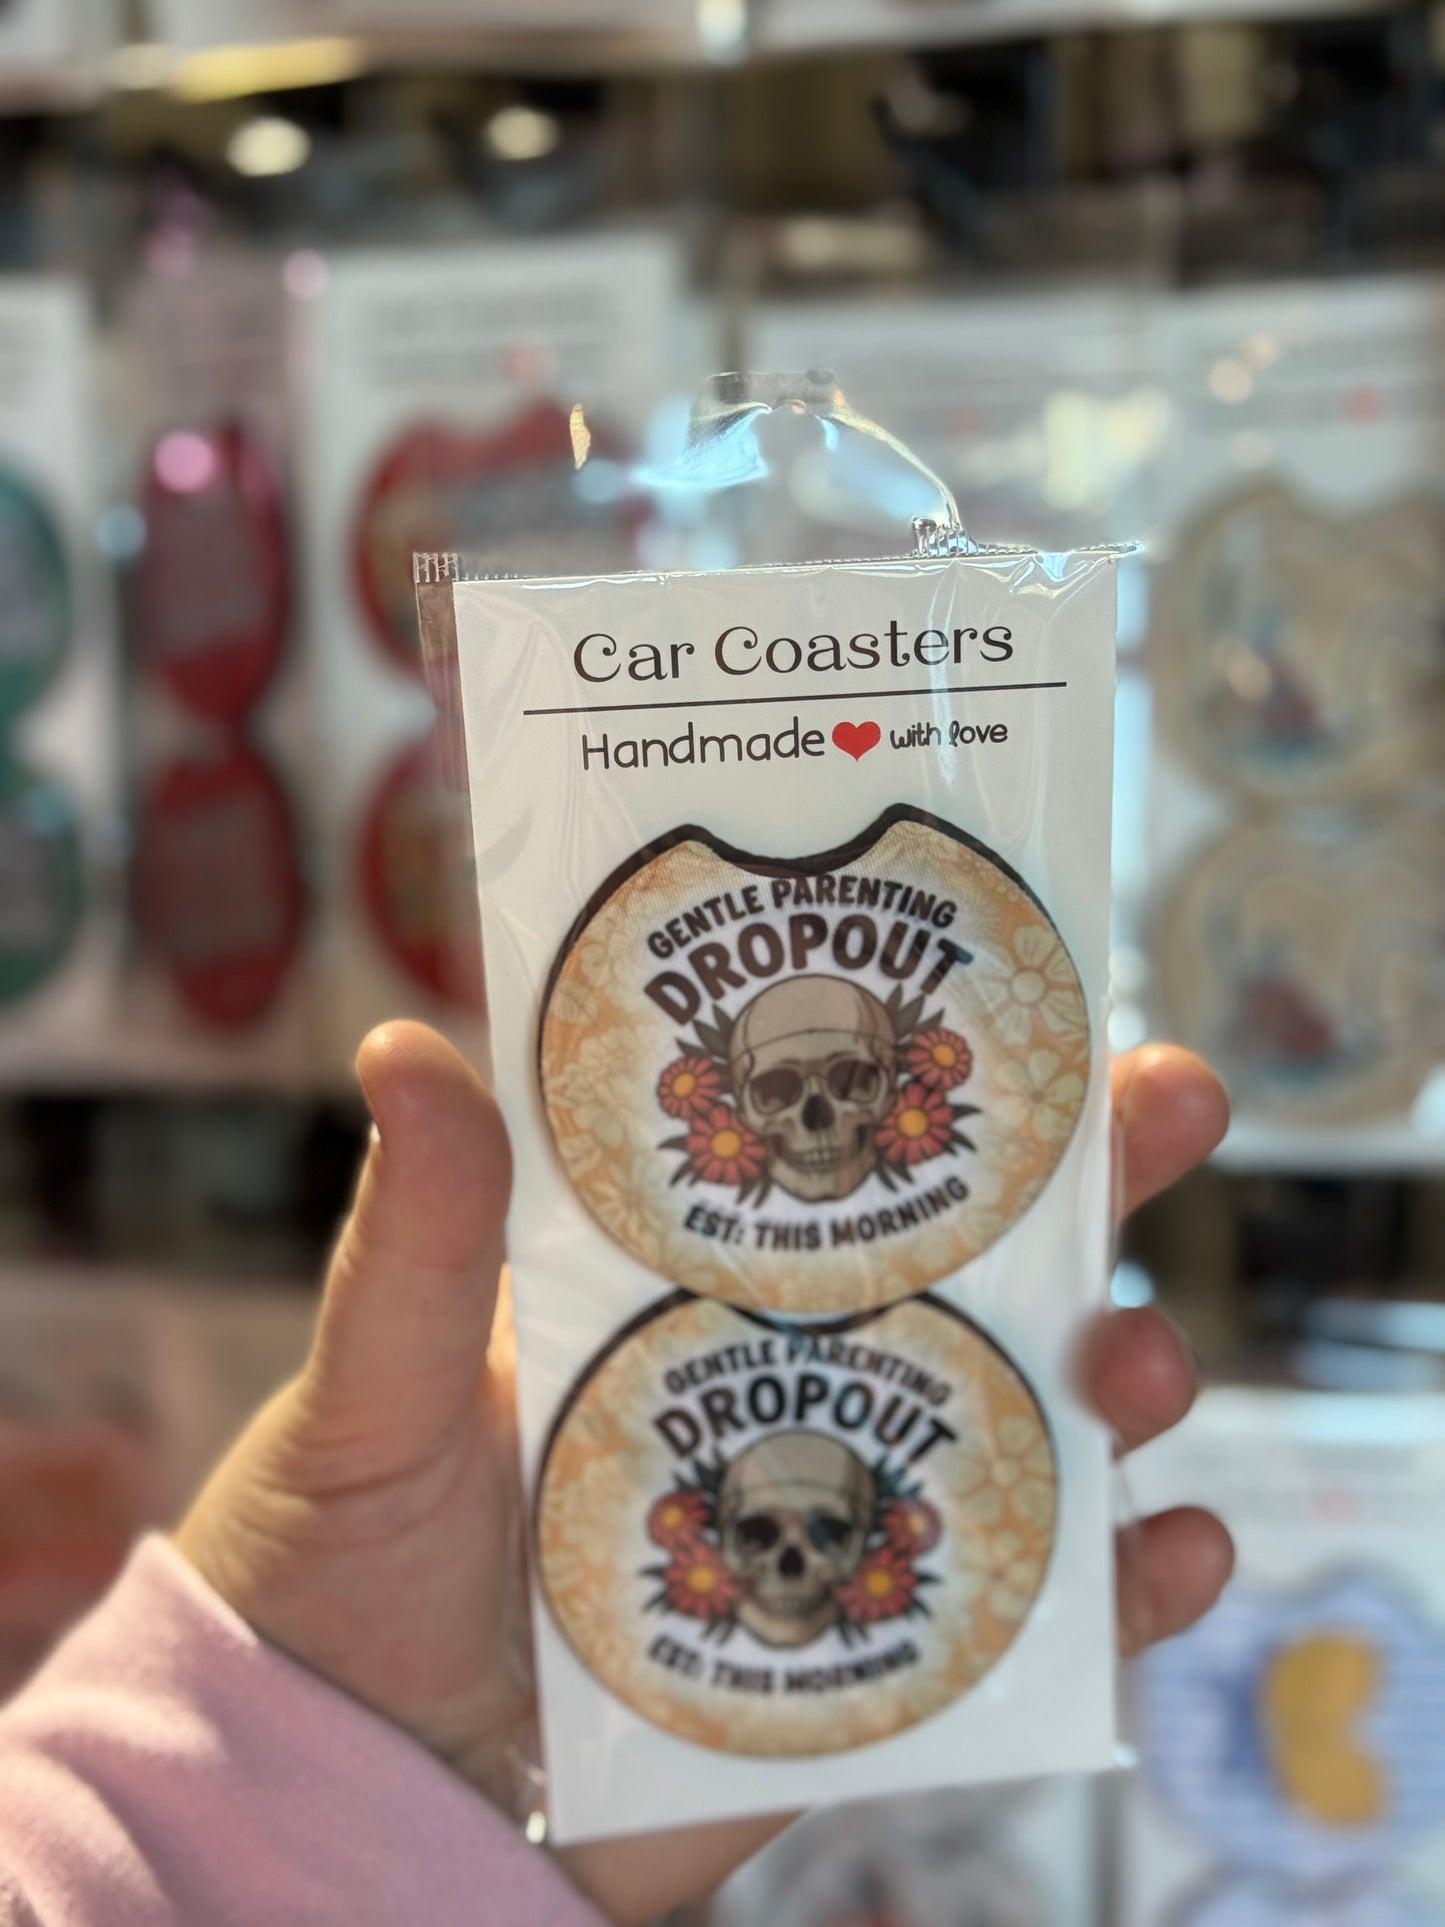 Car Coasters
Handmade with love
GENTLE PARENTING
DROPOUT
EST: THIS MORNING
GENTLE PARENTING
DROPOUT
EST: THIS MORNING